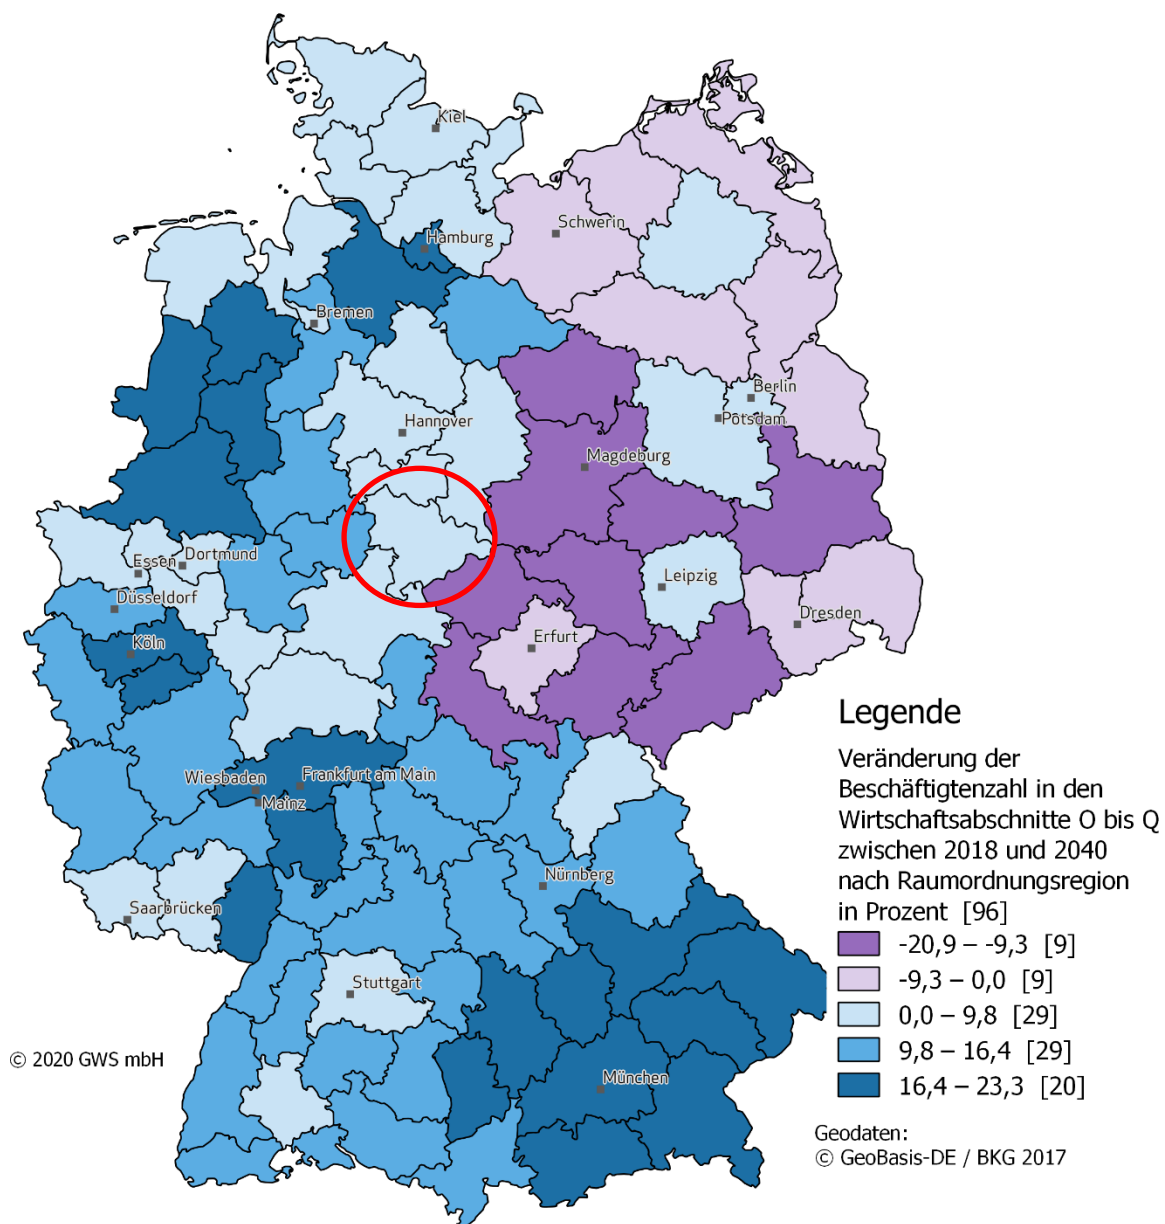 Kiel
Schwerin
Hamburg
Bremen
Berlin
Potsdam
Hannover
Magdeburg
Dortmund
Essen
Leipzig
Düsseldorf
Dresden
Köln
Erfurt
Wiesbaden
Frankfurt am Main
Mainz
Nürnberg
Saarbrücken
Stuttgart
München
Legende
Veränderung der
Beschäftigtenzahl in den
Wirtschaftsabschnitte O bis Q
zwischen 2018 und 2040
nach Raumordnungsregion
in Prozent [96]
-20,9 – -9,3 [9]
-9,3 – 0,0 [9]
0,0 – 9,8 [29]
9,8 – 16,4 [29]
16,4 – 23,3 [20]
© 2020 GWS mbH
Geodaten:
© GeoBasis-DE / BKG 2017